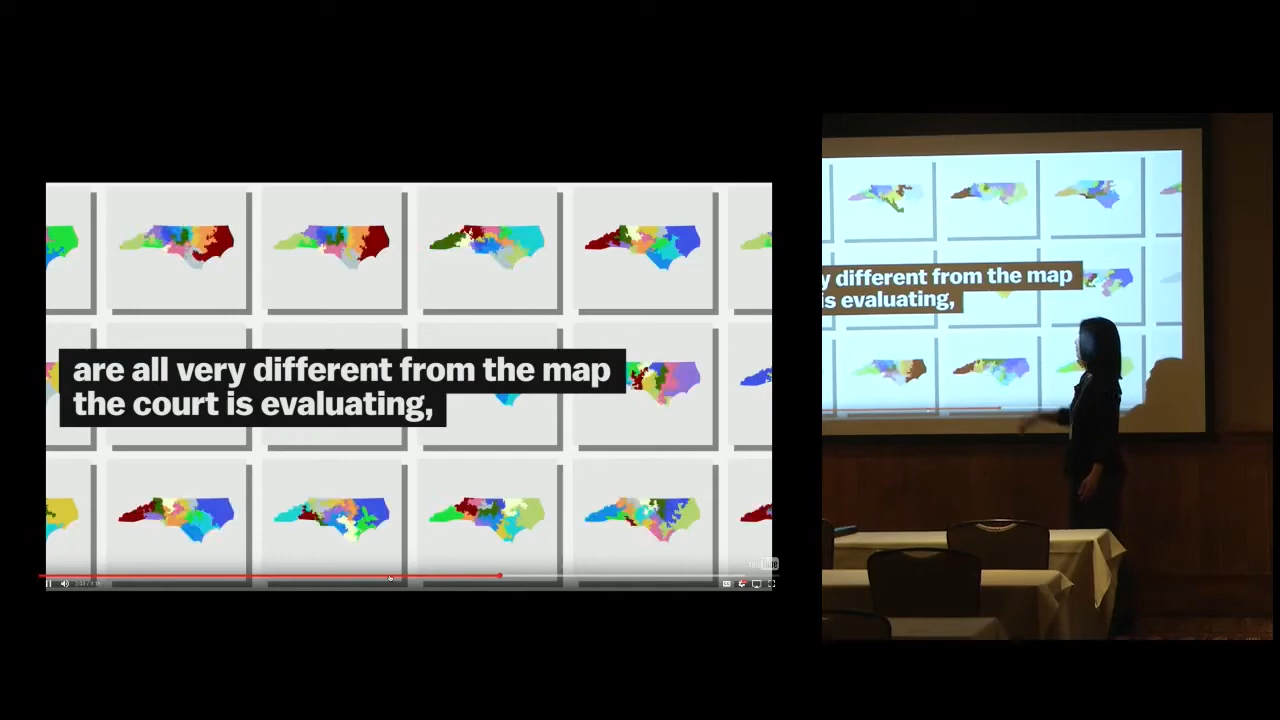 are all very different from the map
the court is evaluating,
y different from the map
is evaluating,